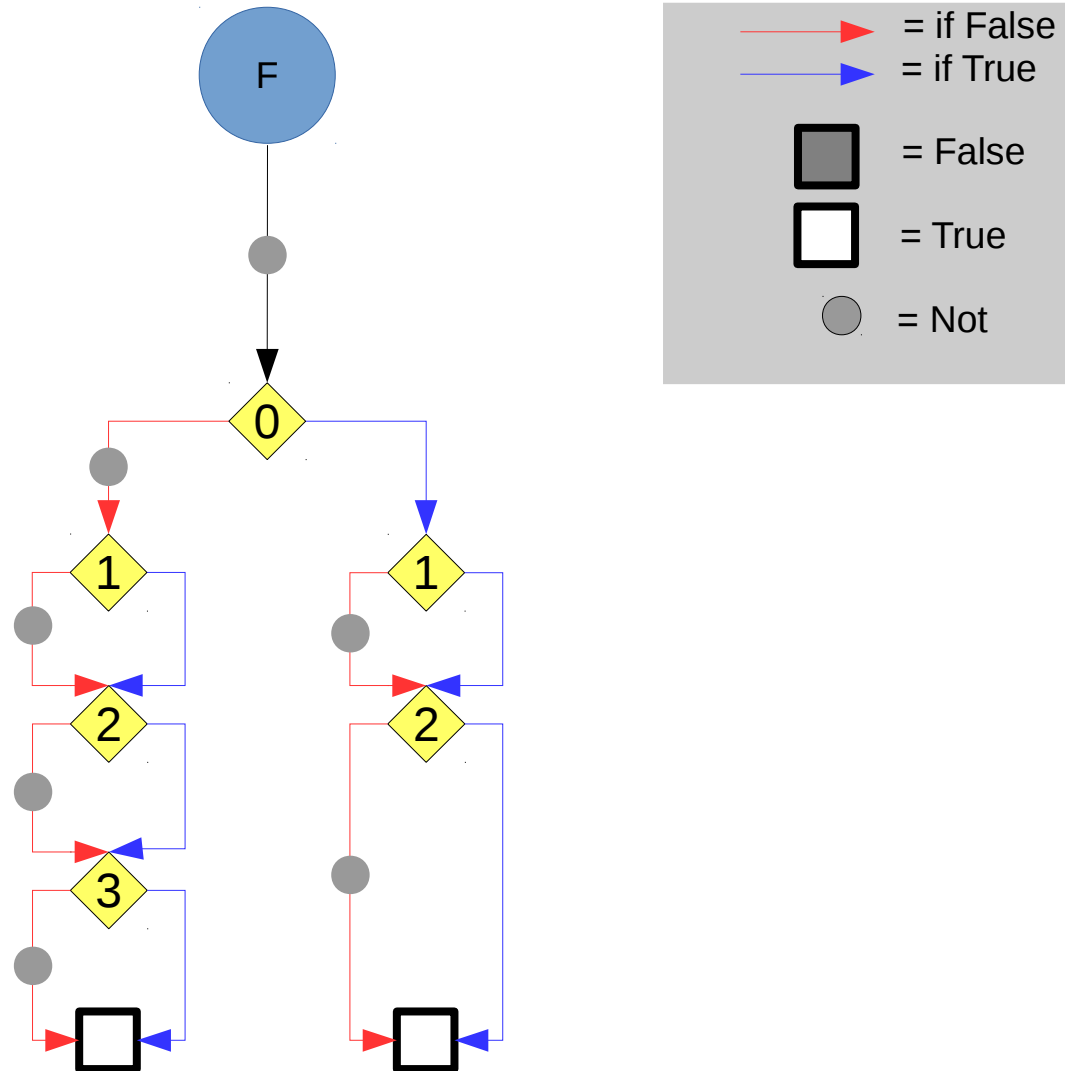 F
= if False
= if True
= False
= True
= Not
0
1
1
2
2
3